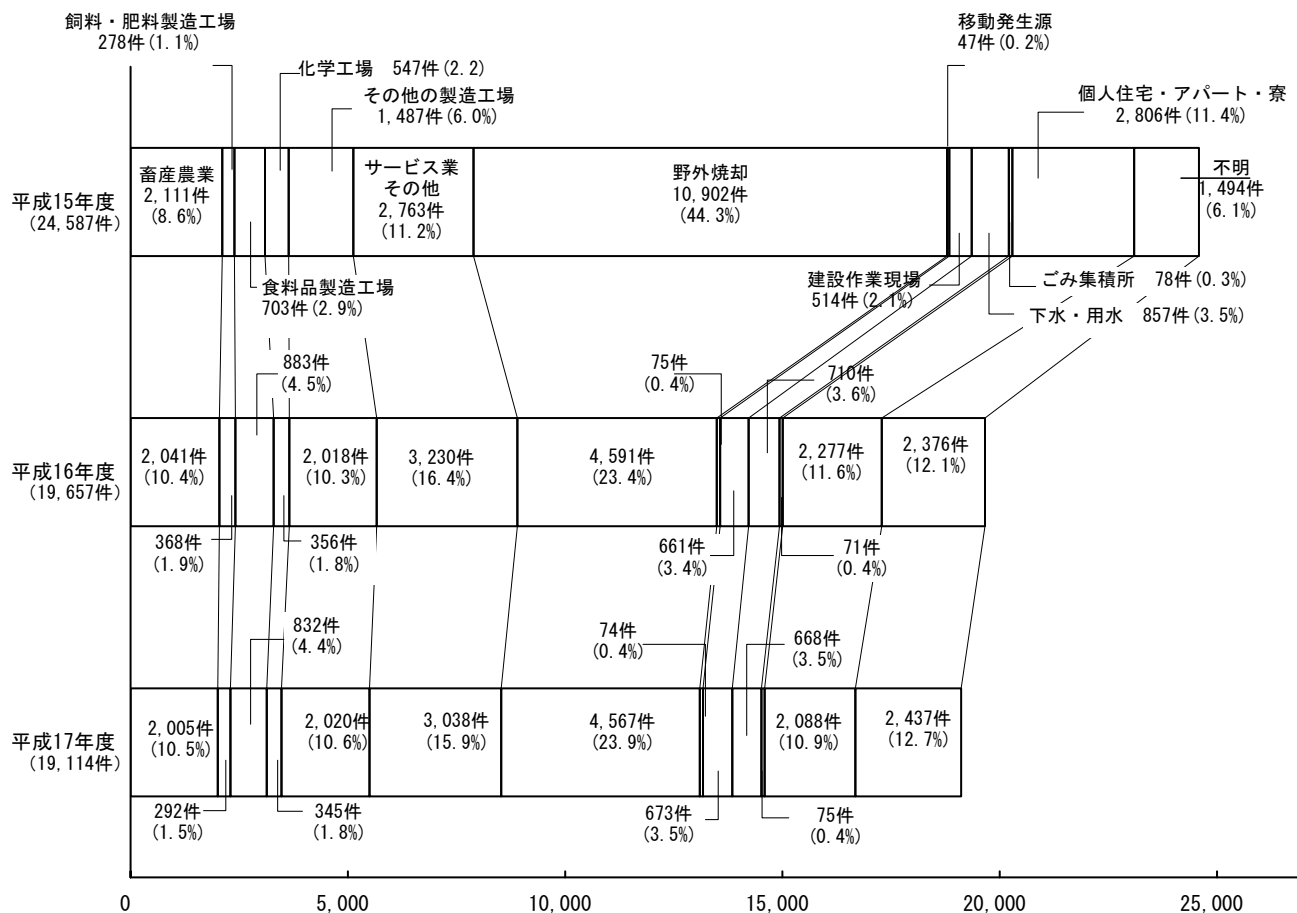 飼料・肥料製造工場
278件(1.1%)
移動発生源
47件(0.2%)
化学工場　547件(2.2)
その他の製造工場
1,487件(6.0%)
個人住宅・アパート・寮
2,806件(11.4%)
平成15年度
(24,587件)
畜産農業
2,111件
(8.6%)
サービス業
その他
2,763件
(11.2%)
野外焼却
10,902件
(44.3%)
不明
1,494件
(6.1%)
食料品製造工場
703件(2.9%)
建設作業現場
514件(2.1%)
ごみ集積所　78件(0.3%)
下水・用水　857件(3.5%)
883件
(4.5%)
75件
(0.4%)
710件
(3.6%)
平成16年度
(19,657件)
2,041件
(10.4%)
2,018件
(10.3%)
3,230件
(16.4%)
4,591件
(23.4%)
2,277件
(11.6%)
2,376件
(12.1%)
368件
(1.9%)
356件
(1.8%)
661件
(3.4%)
71件
(0.4%)
832件
(4.4%)
74件
(0.4%)
668件
(3.5%)
平成17年度
(19,114件)
2,005件
(10.5%)
2,020件
(10.6%)
3,038件
(15.9%)
4,567件
(23.9%)
2,088件
(10.9%)
2,437件
(12.7%)
292件
(1.5%)
345件
(1.8%)
673件
(3.5%)
75件
(0.4%)
0 5,000 10,000 15,000 20,000 25,000